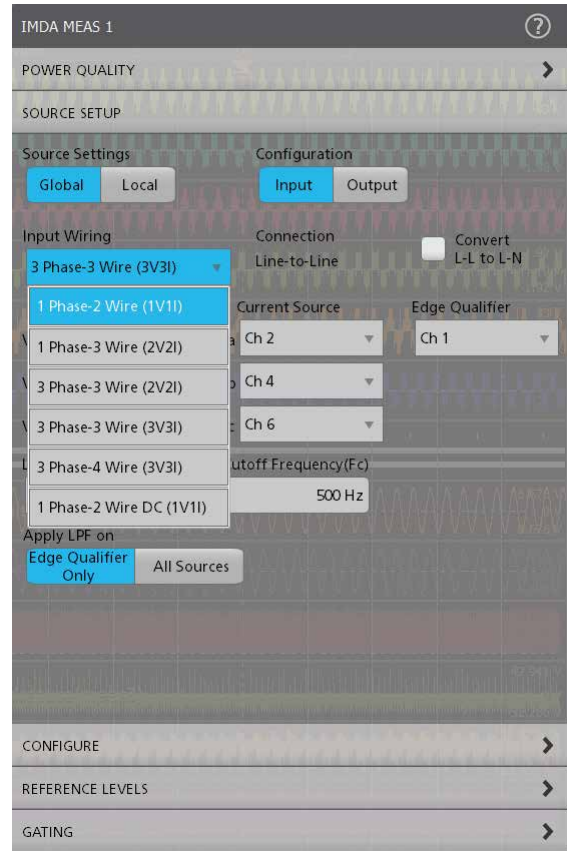 IMDA MEAS 1
?
POWER QUALITY
SOURCE SETUP
Source Settings
Configuration
Global
Local
Input
Output
Input Wiring
Connection
3 Phase-3 Wire (3V3I)
Line-to-Line
Convert
L-L to L-N
1 Phase-2 Wire (1V1I)
1 Phase-3 Wire (2V2I)
3 Phase-3 Wire (2V2I)
3 Phase-3 Wire (3V3I)
3 Phase-4 Wire (3V3I)
1 Phase-2 Wire DC (1V1I)
Current Source
Edge Qualifier
Ch 2
Ch 1
Ch 4
Ch 6
Frequency(Fc)
500 Hz
Apply LPF on
Edge Qualifier
Only
All Sources
CONFIGURE
REFERENCE LEVELS
GATING